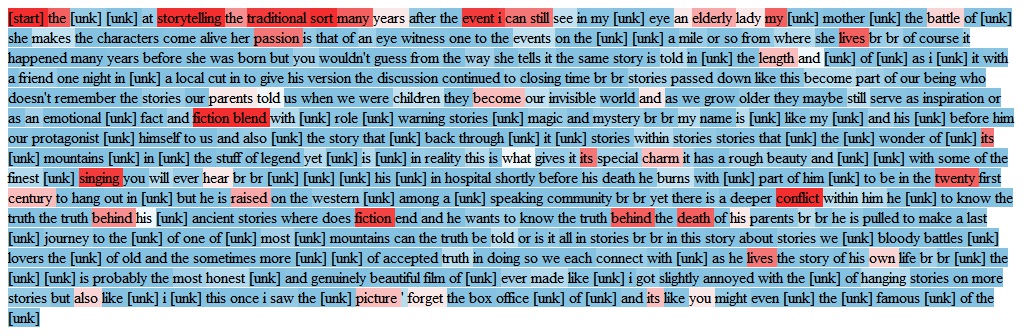 [start] the [unk] [unk] at storytelling the traditional sort many years after the event i can still see in my [unk] eye an elderly lady my [unk] mother [unk] the battle of [unk]
she makes the characters come alive her passion is that of an eye witness one to the events on the [unk] [unk] a mile or so from where she lives br br of course it
happened many years before she was born but you wouldn't guess from the way she tells it the same story is told in [unk] the length and [unk] of [unk] as i [unk] it with
a friend one night in [unk] a local cut in to give his version the discussion continued to closing time br br stories passed down like this become part of our being who
doesn't remember the stories our parents told us when we were children they become our invisible world and as we grow older they maybe still serve as inspiration or
as an emotional [unk] fact and fiction blend with [unk] role [unk] warning stories [unk] magic and mystery br br my name is [unk] like my [unk] and his [unk] before him
our protagonist [unk] himself to us and also [unk] the story that [unk] back through [unk] it [unk] stories within stories stories that [unk] the [unk] wonder of [unk] its
[unk] mountains [unk] in [unk] the stuff of legend yet [unk] is [unk] in reality this is what gives it its special charm it has a rough beauty and [unk] with some of the
finest [unk] singing you will ever hear br br [unk] [unk] [unk] his [unk] in hospital shortly before his death he burns with [unk] part of him [unk] to be in the twenty first
century to hang out in [unk] but he is raised on the western [unk] among a [unk] speaking community br br yet there is a deeper conflict within him he [unk] to know the
truth the truth behind his [unk] ancient stories where does fiction end and he wants to know the truth behind the death of his parents br br he is pulled to make a last
[unk] journey to the [unk] of one of [unk] most [unk] mountains can the truth be told or is it all in stories br br in this story about stories we [unk] bloody battles [unk]
lovers the [unk] of old and the sometimes more [unk] [unk] of accepted truth in doing so we each connect with [unk] as he lives the story of his own life br br [unk] the
[unk] [unk] is probably the most honest [unk] and genuinely beautiful film of [unk] ever made like [unk] i got slightly annoyed with the [unk] of hanging stories on more
stories but also like [unk] i [unk] this once i saw the [unk] picture ' forget the box office [unk] of [unk] and its like you might even [unk] the [unk] famous [unk] of the
[unk]